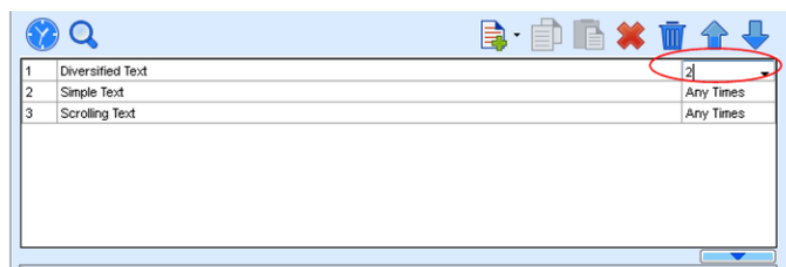 1 Diversified Text 2
2 Simple Text Any Times
3 Scrolling Text Any Times